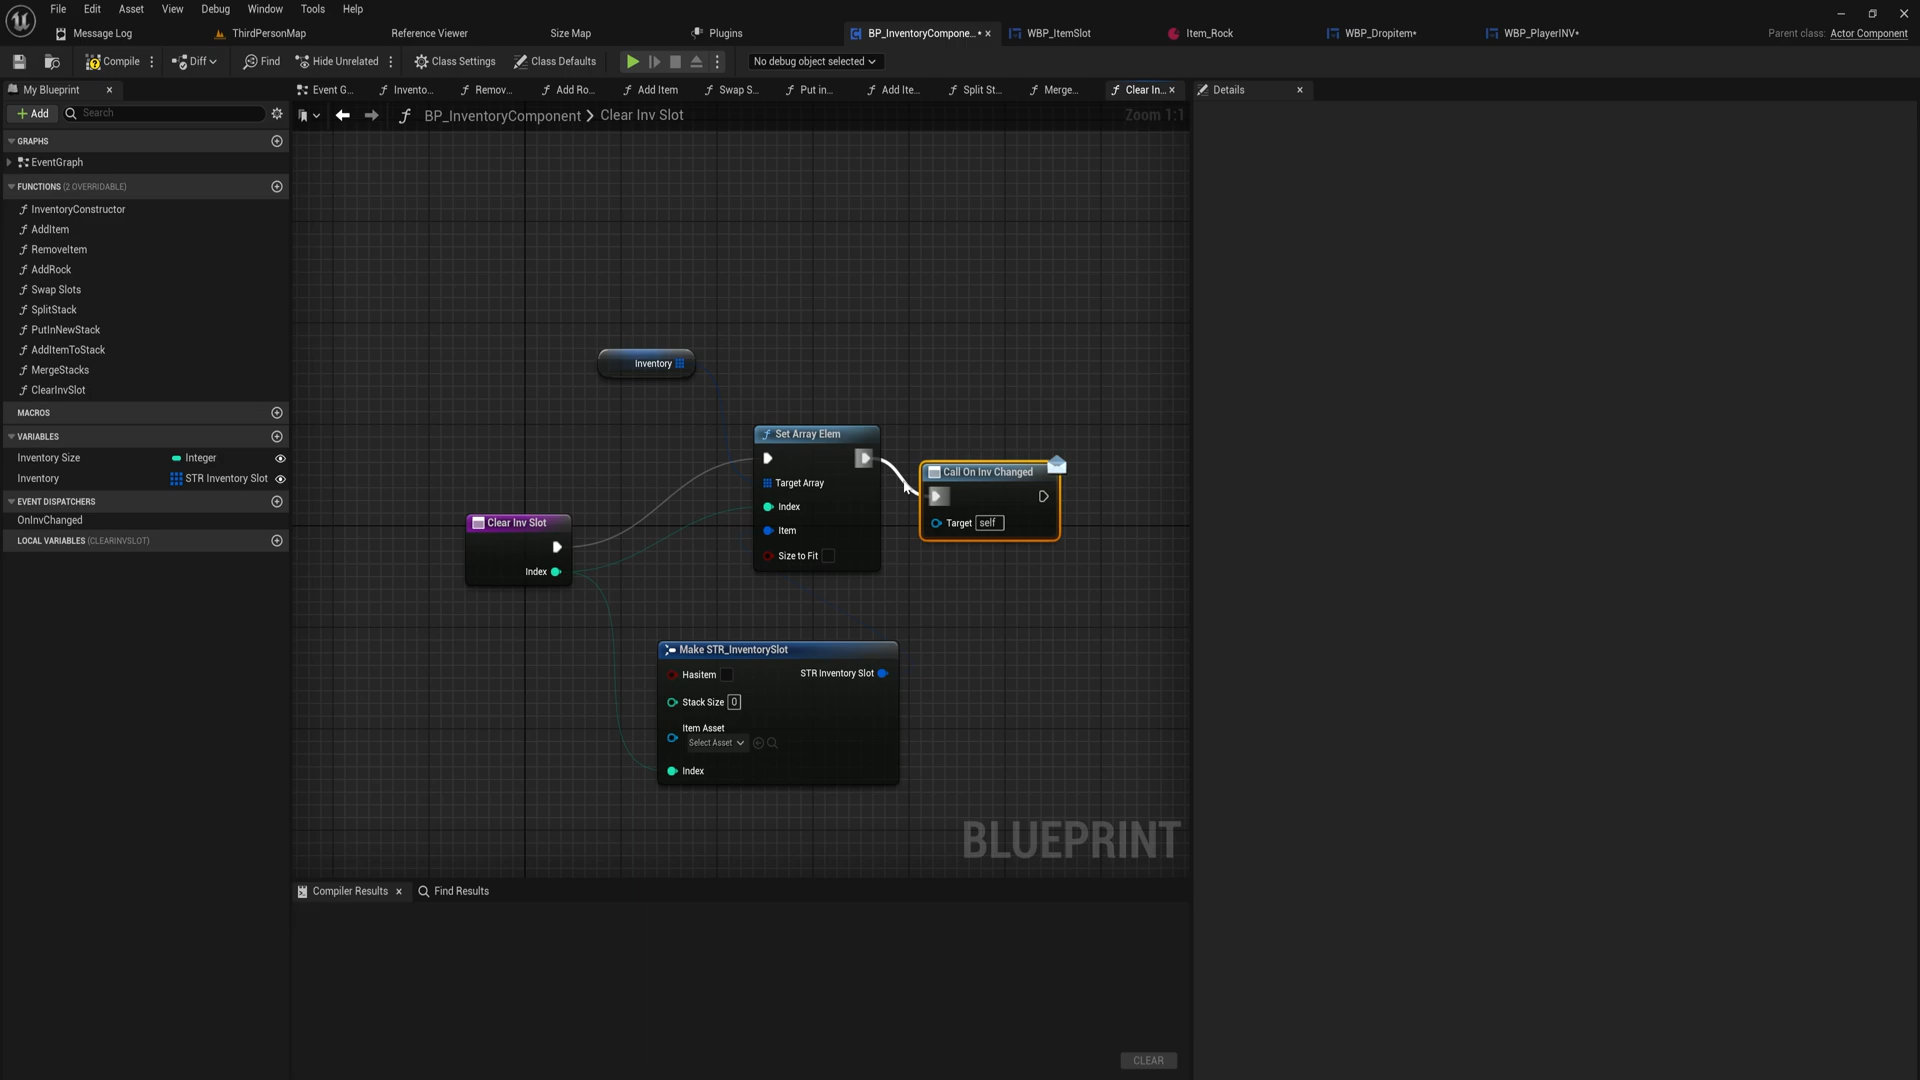 File Edit Asset View Debug Window Tools Help
Message Log
ThirdPersonMap
Reference Viewer
Size Map
Plugins
BP_InventoryCompone...*
WBP_ItemSlot
Item_Rock
WBP_Dropitem*
WBP_PlayerINV*
Parent class: Actor Component
Compile
Diff
Find
Hide Unrelated
Class Settings
Class Defaults
No debug object selected
My Blueprint
Add
Search
GRAPHS
EventGraph
FUNCTIONS (2 OVERRIDABLE)
InventoryConstructor
AddItem
RemoveItem
AddRock
Swap Slots
SplitStack
PutInNewStack
AddItemToStack
MergeStacks
ClearInvSlot
MACROS
VARIABLES
Inventory Size Integer
Inventory STR Inventory Slot
EVENT DISPATCHERS
OnInvChanged
LOCAL VARIABLES (CLEARINVSLOT)
Event G...
Invento...
Remov...
Add Ro...
Add Item
Swap S...
Put in...
Add Ite...
Split St...
Merge...
Clear In...
BP_InventoryComponent > Clear Inv Slot
Zoom 1:1
Inventory
Set Array Elem
Target Array
Index
Item
Size to Fit
Call On Inv Changed
Target self
Clear Inv Slot
Index
Make STR_InventorySlot
Hasitem
STR Inventory Slot
Stack Size 0
Item Asset
Select Asset
Index
BLUEPRINT
Compiler Results
Find Results
CLEAR
Details